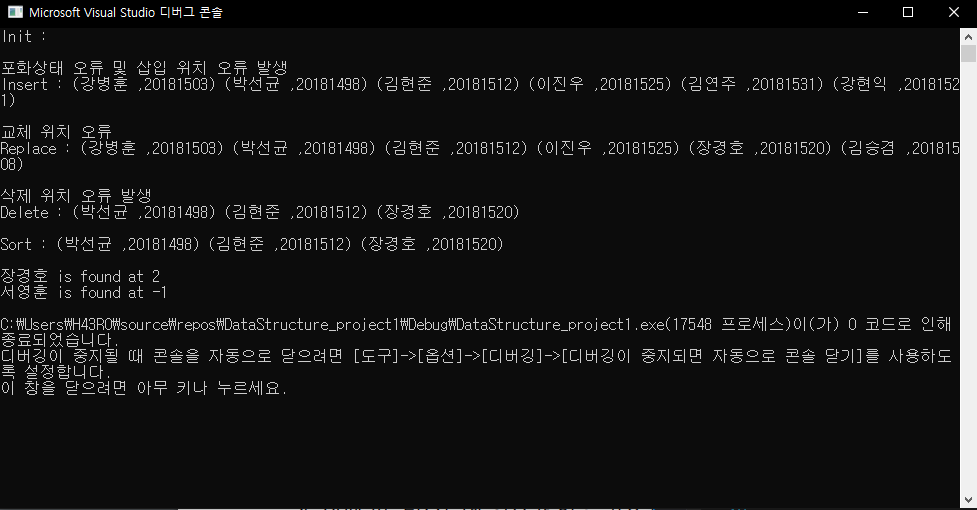 Microsoft Visual Studio 디버그 콘솔
Init :
포화상태 오류 및 삽입 위치 오류 발생
Insert : (강병훈 ,20181503) (박선균 ,20181498) (김현준 ,20181512) (이진우 ,20181525) (김연주 ,20181531) (강현익 ,2018152
1)
교체 위치 오류
Replace : (강병훈 ,20181503) (박선균 ,20181498) (김현준 ,20181512) (이진우 ,20181525) (장경호 ,20181520) (김승겸 ,201815
08)
삭제 위치 오류 발생
Delete : (박선균 ,20181498) (김현준 ,20181512) (장경호 ,20181520)
Sort : (박선균 ,20181498) (김현준 ,20181512) (장경호 ,20181520)
장경호 is found at 2
서영훈 is found at -1
C:₩Users₩H43RO₩source₩repos₩DataStructure_project1₩Debug₩DataStructure_project1.exe(17548 프로세스)이(가) 0 코드로 인해
종료되었습니다.
디버깅이 중지될 때 콘솔을 자동으로 닫으려면 [도구]->[옵션]->[디버깅]->[디버깅이 중지되면 자동으로 콘솔 닫기]를 사용하도
록 설정합니다.
이 창을 닫으려면 아무 키나 누르세요.